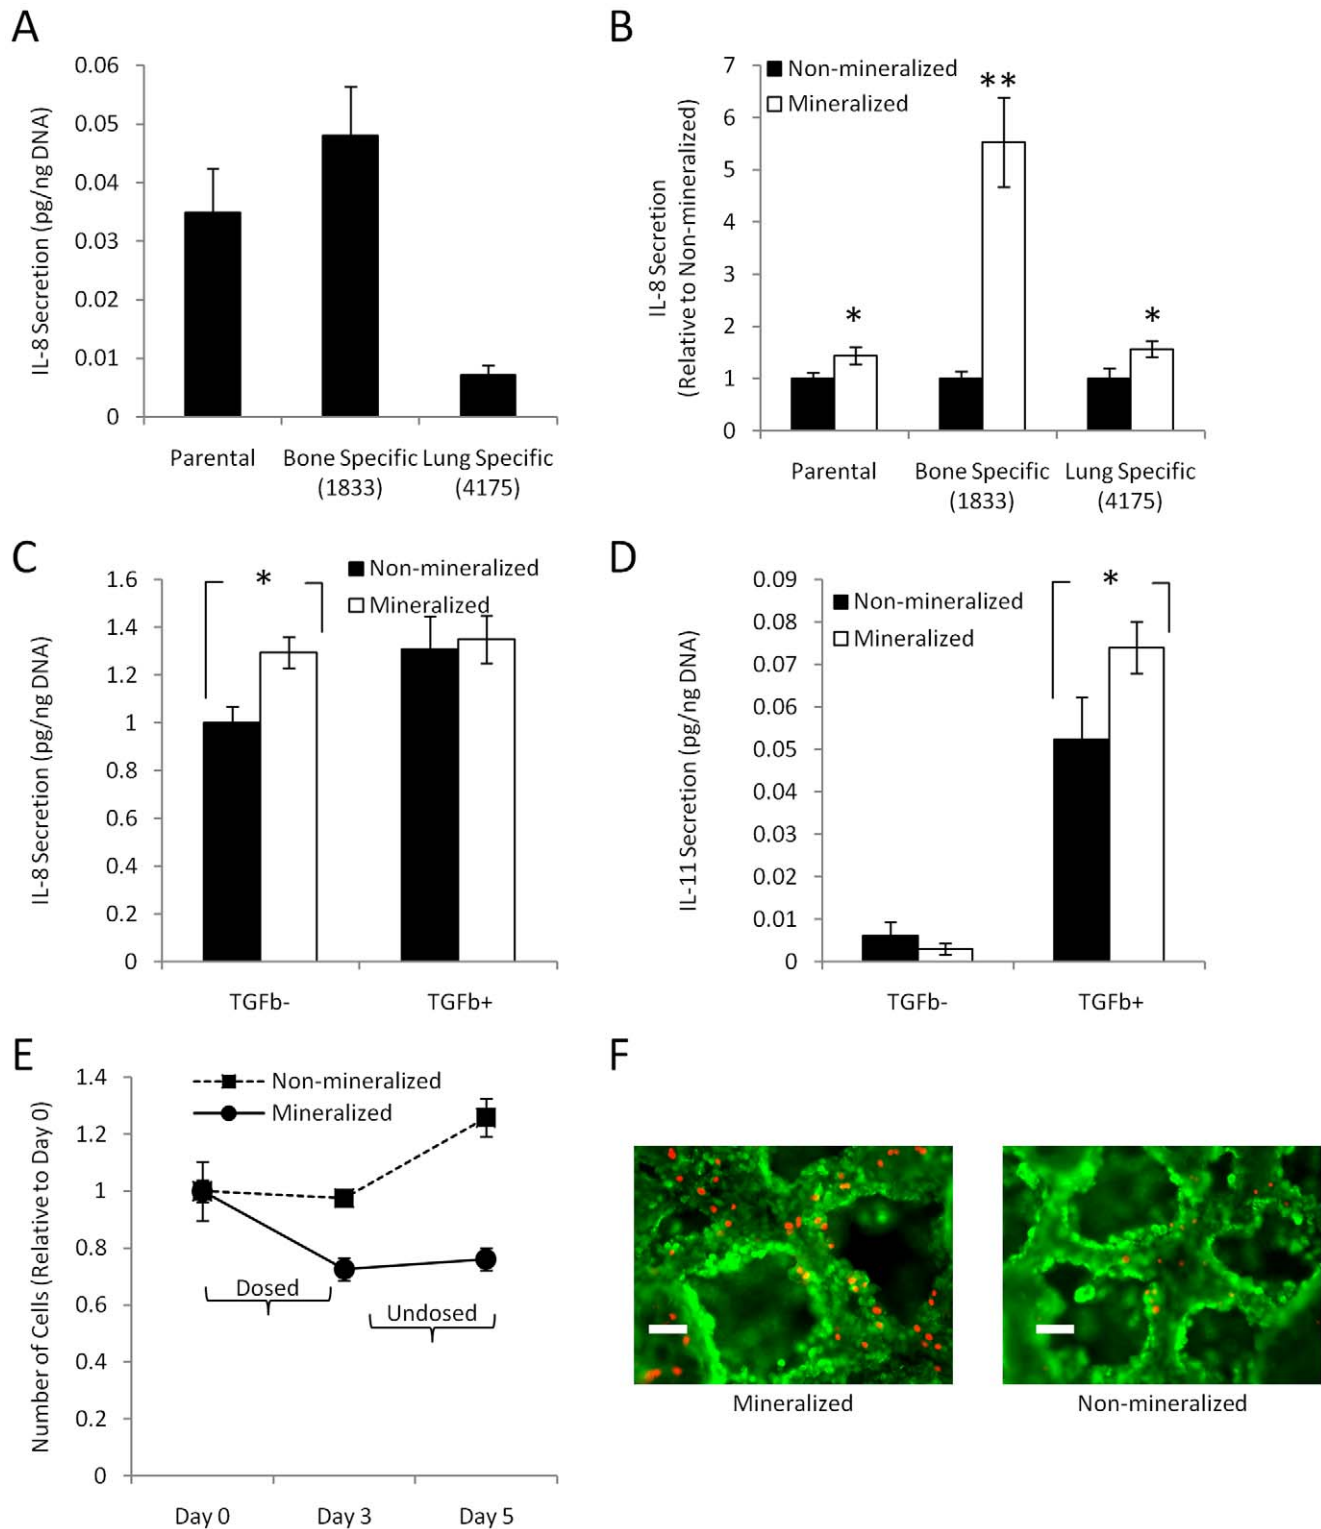 A
IL-8 Secretion (pg/ng DNA)
0.06
0.05
0.04
0.03
0.02
0.01
0
Parental
Bone Specific
(1833)
Lung Specific
(4175)
B
IL-8 Secretion
(Relative to Non-mineralized)
7
6
5
4
3
2
1
0
Non-mineralized
Mineralized
*
**
*
Parental
Bone Specific
(1833)
Lung Specific
(4175)
C
IL-8 Secretion (pg/ng DNA)
1.6
1.4
1.2
1
0.8
0.6
0.4
0.2
0
*
Non-mineralized
Mineralized
TGFb-
TGFb+
D
IL-11 Secretion (pg/ng DNA)
0.09
0.08
0.07
0.06
0.05
0.04
0.03
0.02
0.01
0
Non-mineralized
Mineralized
*
TGFb-
TGFb+
E
Number of Cells (Relative to Day 0)
1.4
1.2
1
0.8
0.6
0.4
0.2
0
Non-mineralized
Mineralized
Dosed
Undosed
Day 0
Day 3
Day 5
F
Mineralized
Non-mineralized